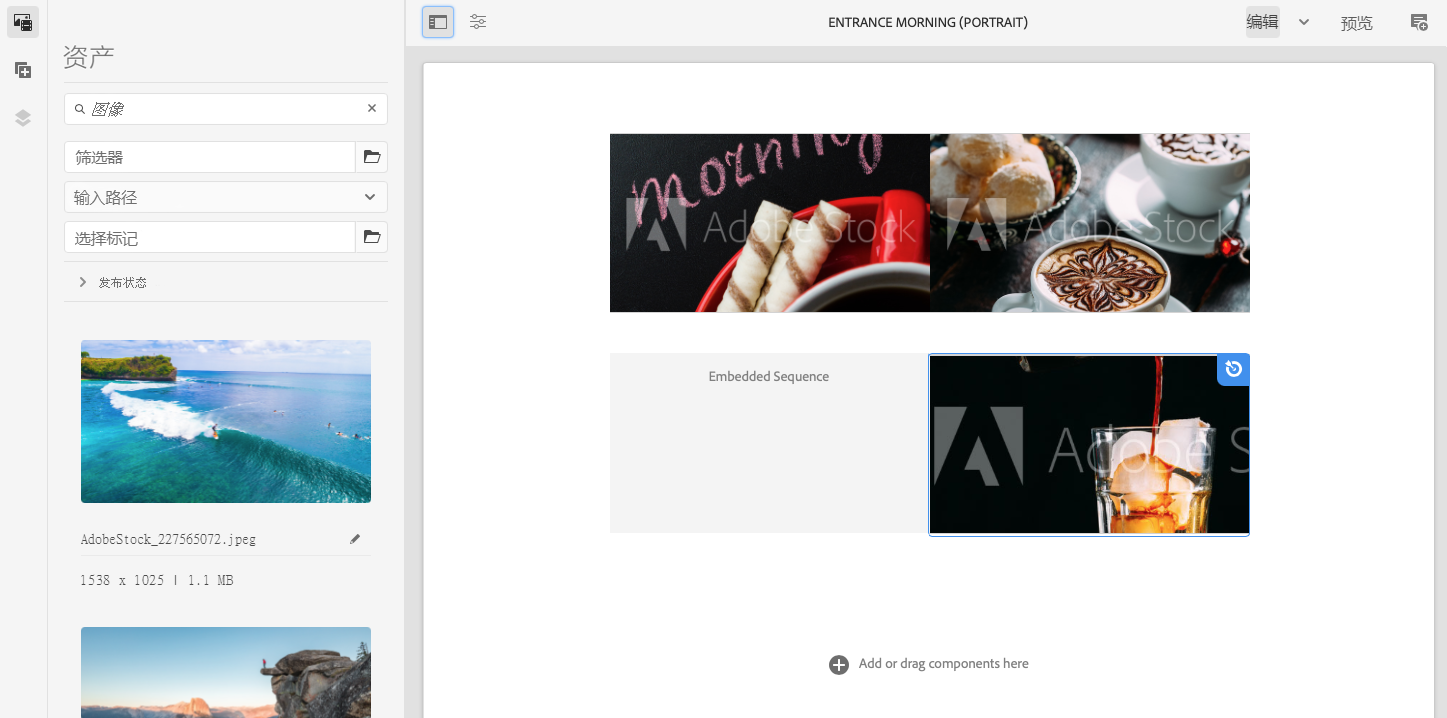 资产
图像
筛选器
输入路径
选择标记
发布状态
AdobeStock_227565072.jpeg
1538 x 1025 | 1.1 MB
ENTRANCE MORNING (PORTRAIT)
编辑
预览
morning
Adobe Stock
Adobe Stock
Embedded Sequence
Adobe S
Add or drag components here